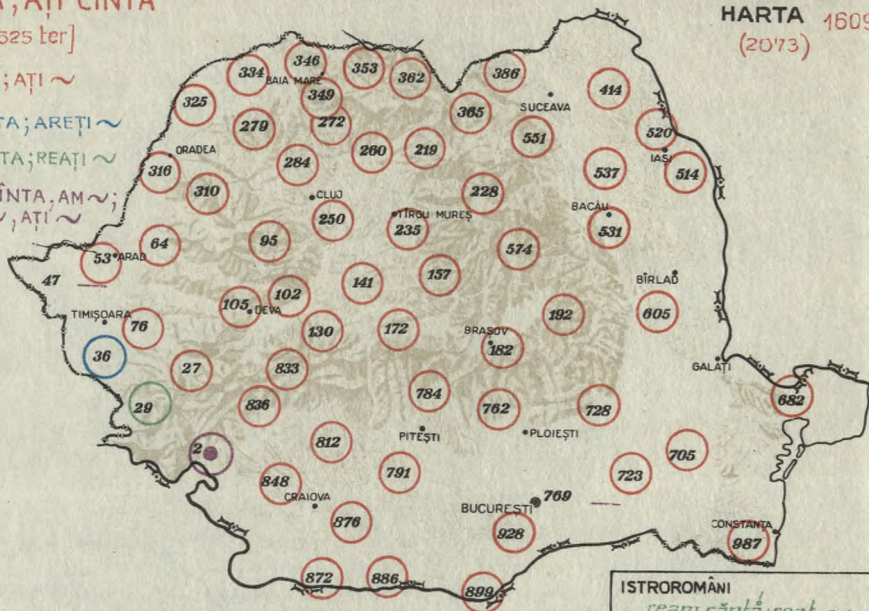 A; AȚI CÎNTA
525 ter]
; AȚI ~
TA; AREȚI ~
TA; REAȚI ~
ÎNTA, AM ~;
~, AȚI ~
HARTA 1609
(2073)
346
334 353 362 386
BAIA MARE
349 414
325 SUCEAVA
365
279 272 551 520
ORADEA 260 219 IAȘI
316 284 537 514
310 228
CLUJ
250 TÎRGU MUREȘ BACĂU
235 531
64 95 574
53 ARAD
47 157 BÎRLAD
141
105 102 DEVA
TIMIȘOARA 192 605
76 130 172 BRAȘOV
36 182
27 833 GALAȚI
784 682
29 836 762 728
PITEȘTI PLOIEȘTI
2 812
791 705
848 723
CRAIOVA BUCUREȘTI 769
876 928 CONSTANȚA
987
872 886 899
ISTROROMÂNI